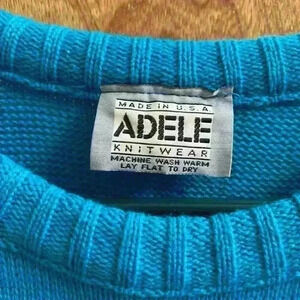 MADE IN U.S.A
ADELE
KNITWEAR
MACHINE WASH WARM
LAY FLAT TO DRY